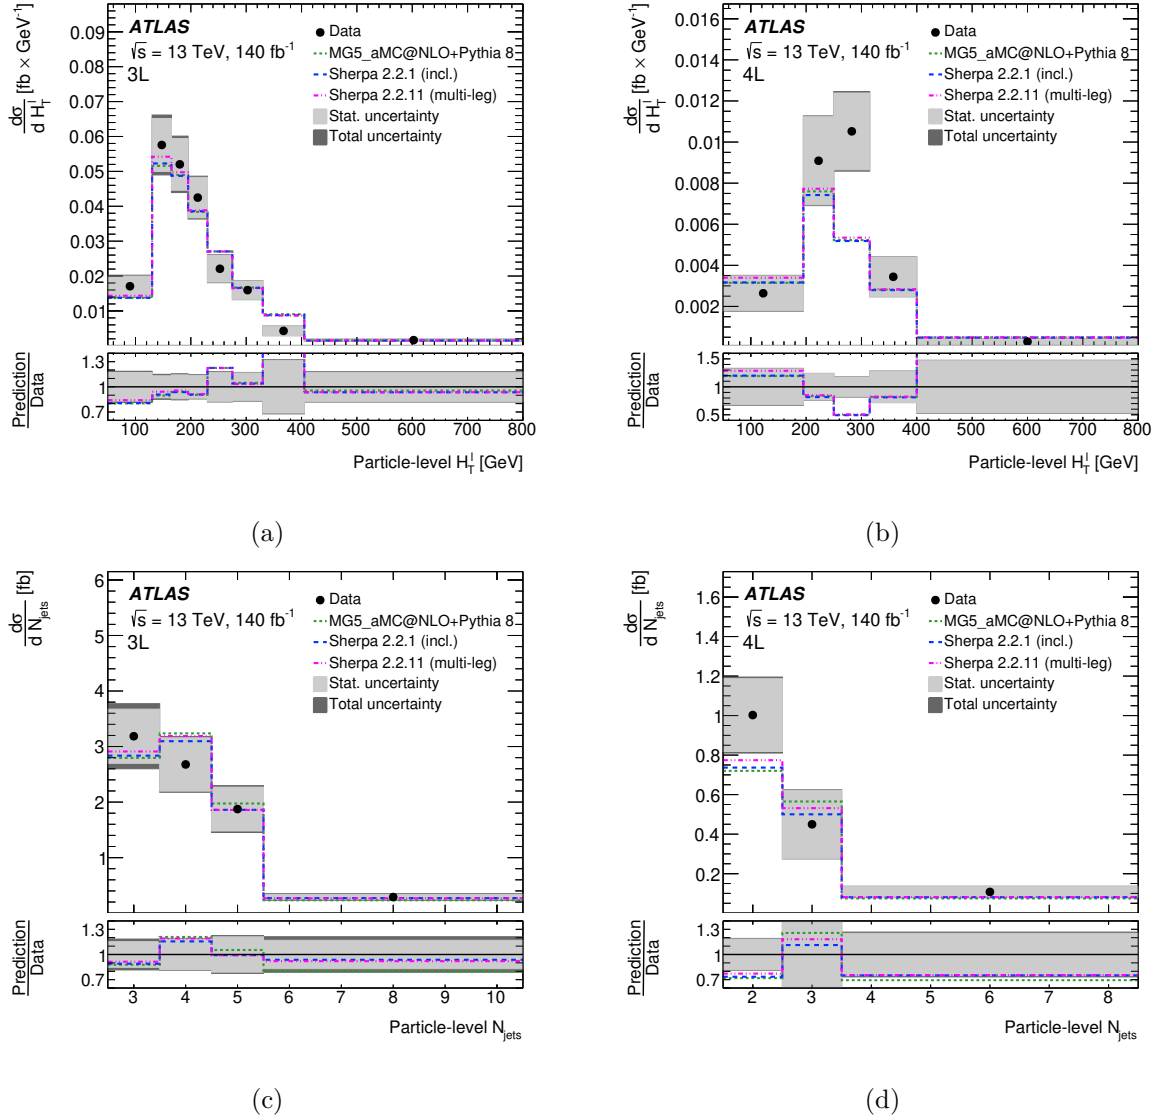 ATLAS
√s = 13 TeV, 140 fb-1
3L
Data
MG5_aMC@NLO+Pythia 8
Sherpa 2.2.1 (incl.)
Sherpa 2.2.11 (multi-leg)
Stat. uncertainty
Total uncertainty
dσ/d H_T^l [fb × GeV-1]
0.09
0.08
0.07
0.06
0.05
0.04
0.03
0.02
0.01
Prediction/Data
1.3
1
0.7
100 200 300 400 500 600 700 800
Particle-level H_T^l [GeV]
(a)
ATLAS
√s = 13 TeV, 140 fb-1
4L
Data
MG5_aMC@NLO+Pythia 8
Sherpa 2.2.1 (incl.)
Sherpa 2.2.11 (multi-leg)
Stat. uncertainty
Total uncertainty
dσ/d H_T^l [fb × GeV-1]
0.016
0.014
0.012
0.010
0.008
0.006
0.004
0.002
Prediction/Data
1.5
1
0.5
100 200 300 400 500 600 700 800
Particle-level H_T^l [GeV]
(b)
ATLAS
√s = 13 TeV, 140 fb-1
3L
Data
MG5_aMC@NLO+Pythia 8
Sherpa 2.2.1 (incl.)
Sherpa 2.2.11 (multi-leg)
Stat. uncertainty
Total uncertainty
dσ/d N_jets [fb]
6
5
4
3
2
1
Prediction/Data
1.3
1
0.7
3 4 5 6 7 8 9 10
Particle-level N_jets
(c)
ATLAS
√s = 13 TeV, 140 fb-1
4L
Data
MG5_aMC@NLO+Pythia 8
Sherpa 2.2.1 (incl.)
Sherpa 2.2.11 (multi-leg)
Stat. uncertainty
Total uncertainty
dσ/d N_jets [fb]
1.6
1.4
1.2
1
0.8
0.6
0.4
0.2
Prediction/Data
1.3
1
0.7
2 3 4 5 6 7 8
Particle-level N_jets
(d)